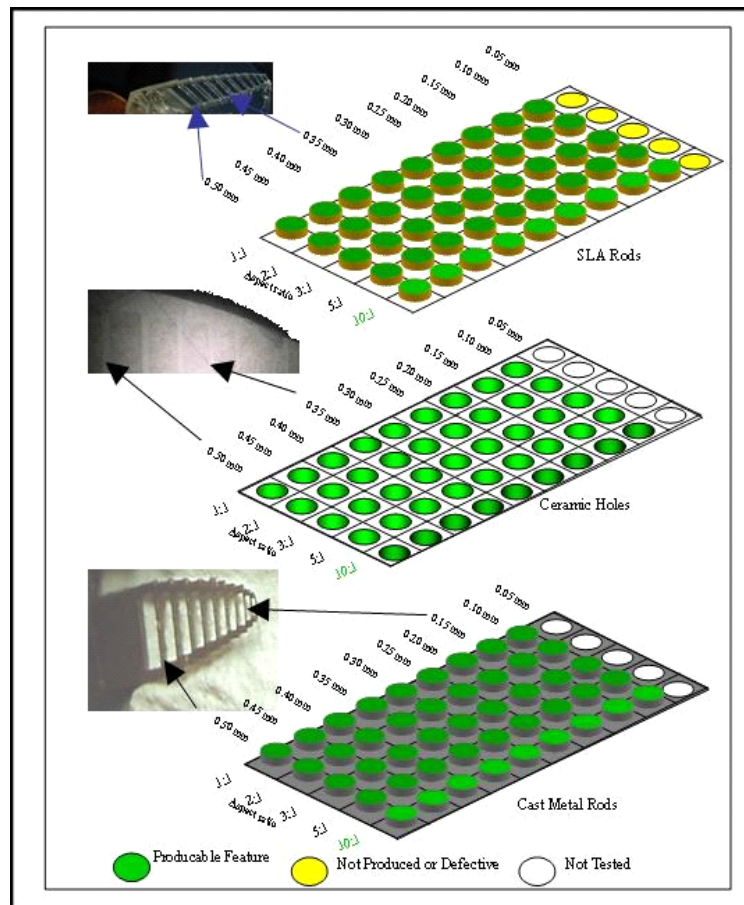 0.05 mm
0.10 mm
0.15 mm
0.20 mm
0.25 mm
0.30 mm
0.35 mm
0.40 mm
0.45 mm
0.50 mm
1:1
2:1
3:1
5:1
10:1
Aspect ratio
SLA Rods
0.05 mm
0.10 mm
0.15 mm
0.20 mm
0.25 mm
0.30 mm
0.35 mm
0.40 mm
0.45 mm
0.50 mm
1:1
2:1
3:1
5:1
10:1
Aspect ratio
Ceramic Holes
0.05 mm
0.10 mm
0.15 mm
0.20 mm
0.25 mm
0.30 mm
0.35 mm
0.40 mm
0.45 mm
0.50 mm
1:1
2:1
3:1
5:1
10:1
Aspect ratio
Cast Metal Rods
Producable Feature
Not Produced or Defective
Not Tested